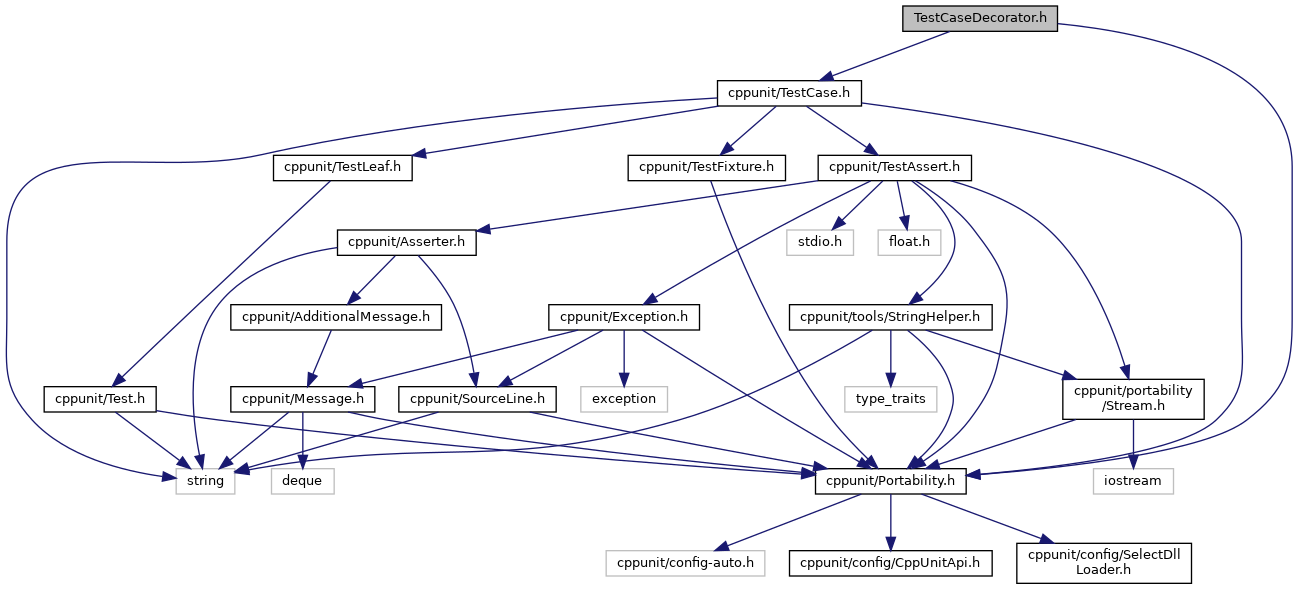 TestCaseDecorator.h
cppunit/TestCase.h
cppunit/TestLeaf.h
cppunit/TestFixture.h
cppunit/TestAssert.h
cppunit/Asserter.h
stdio.h
float.h
cppunit/AdditionalMessage.h
cppunit/Exception.h
cppunit/tools/StringHelper.h
cppunit/Test.h
cppunit/Message.h
cppunit/SourceLine.h
exception
type_traits
cppunit/portability
/Stream.h
string
deque
cppunit/Portability.h
iostream
cppunit/config-auto.h
cppunit/config/CppUnitApi.h
cppunit/config/SelectDll
Loader.h